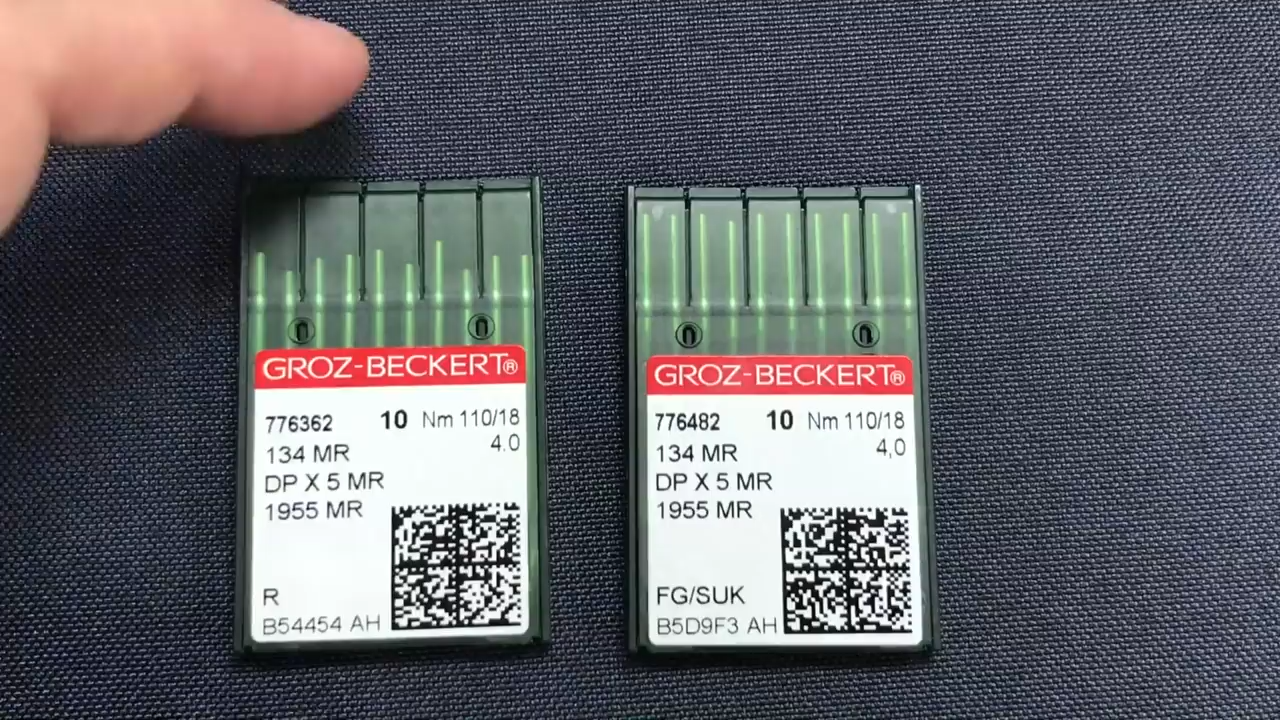 GROZ-BECKERT®
776362 10 Nm 110/18
4.0
134 MR
DP X 5 MR
1955 MR
R
B54454 AH
GROZ-BECKERT®
776482 10 Nm 110/18
4,0
134 MR
DP X 5 MR
1955 MR
FG/SUK
B5D9F3 AH